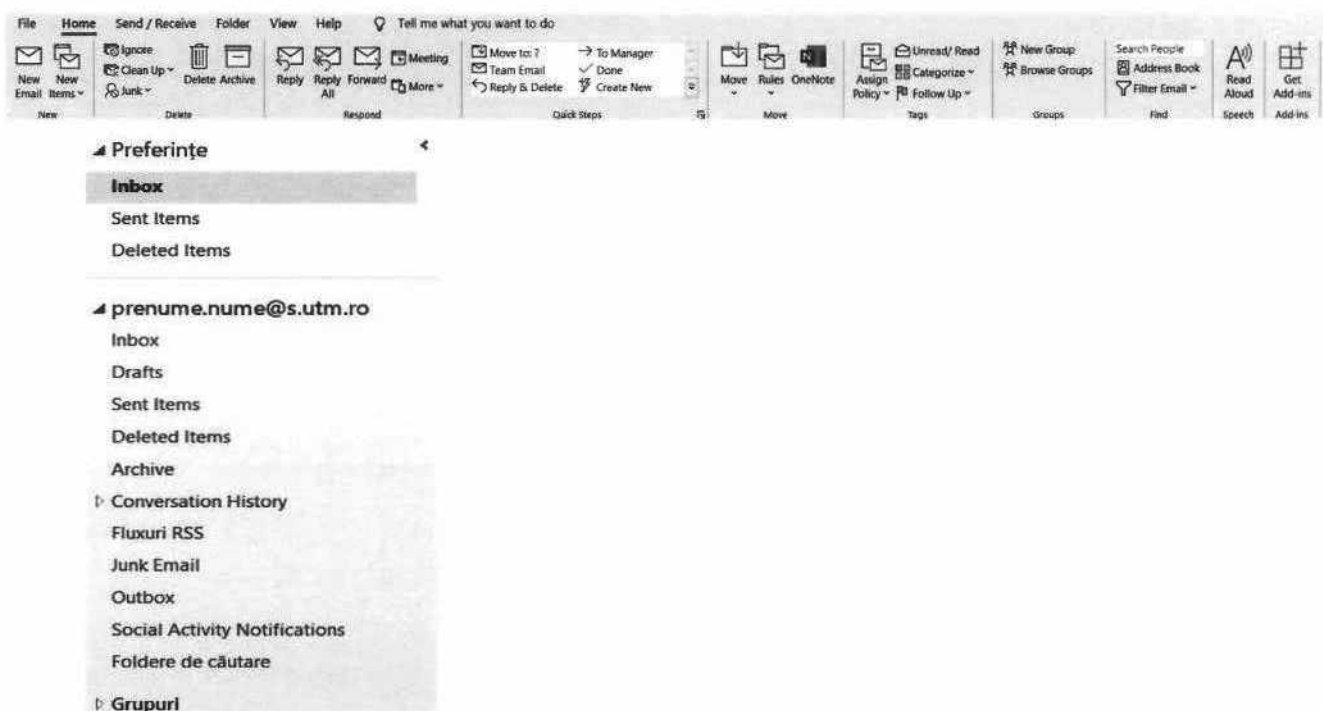 File Home Send / Receive Folder View Help Tell me what you want to do
New Email
New Items
Ignore
Clean Up
Junk
Delete
Archive
Reply
Reply All
Forward
Meeting
More
Move to: ?
Team Email
Reply & Delete
To Manager
Done
Create New
Move
Rules
OneNote
Assign Policy
Unread/ Read
Categorize
Follow Up
New Group
Browse Groups
Search People
Address Book
Filter Email
Read Aloud
Get Add-ins
New Delete Respond Quick Steps Move Tags Groups Find Speech Add-ins
Preferințe
Inbox
Sent Items
Deleted Items
prenume.nume@s.utm.ro
Inbox
Drafts
Sent Items
Deleted Items
Archive
Conversation History
Fluxuri RSS
Junk Email
Outbox
Social Activity Notifications
Foldere de căutare
Grupuri